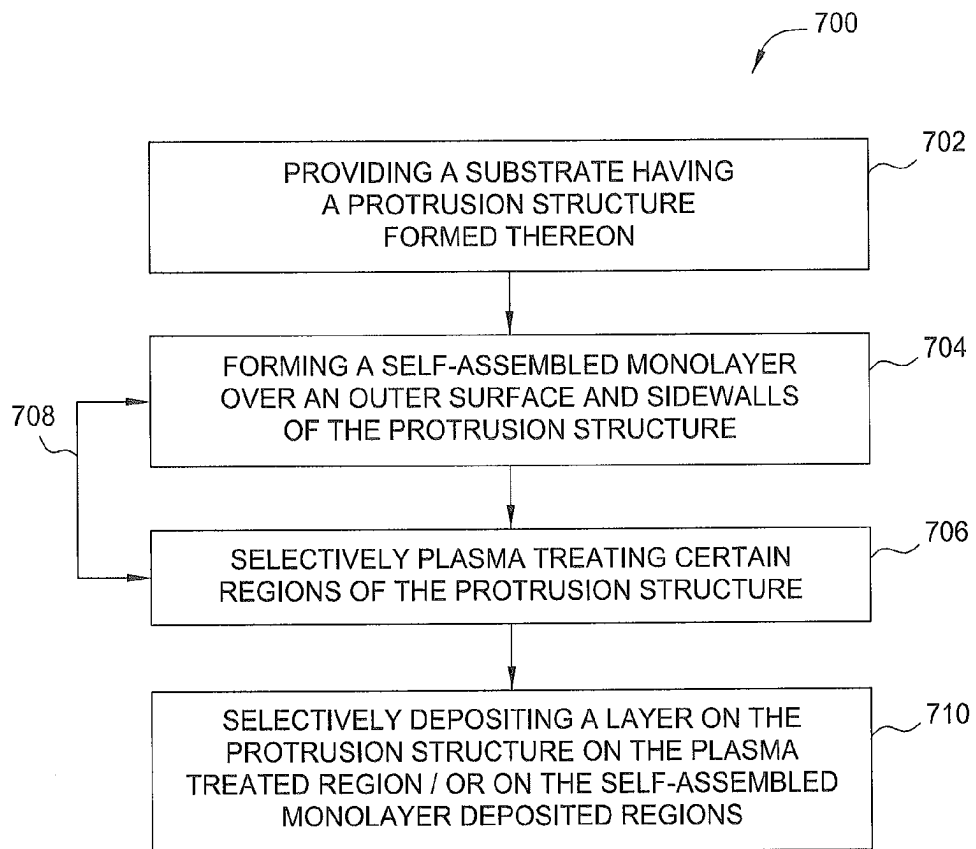 700
702
PROVIDING A SUBSTRATE HAVING
A PROTRUSION STRUCTURE
FORMED THEREON
704
FORMING A SELF-ASSEMBLED MONOLAYER
OVER AN OUTER SURFACE AND SIDEWALLS
OF THE PROTRUSION STRUCTURE
708
706
SELECTIVELY PLASMA TREATING CERTAIN
REGIONS OF THE PROTRUSION STRUCTURE
710
SELECTIVELY DEPOSITING A LAYER ON THE
PROTRUSION STRUCTURE ON THE PLASMA
TREATED REGION / OR ON THE SELF-ASSEMBLED
MONOLAYER DEPOSITED REGIONS